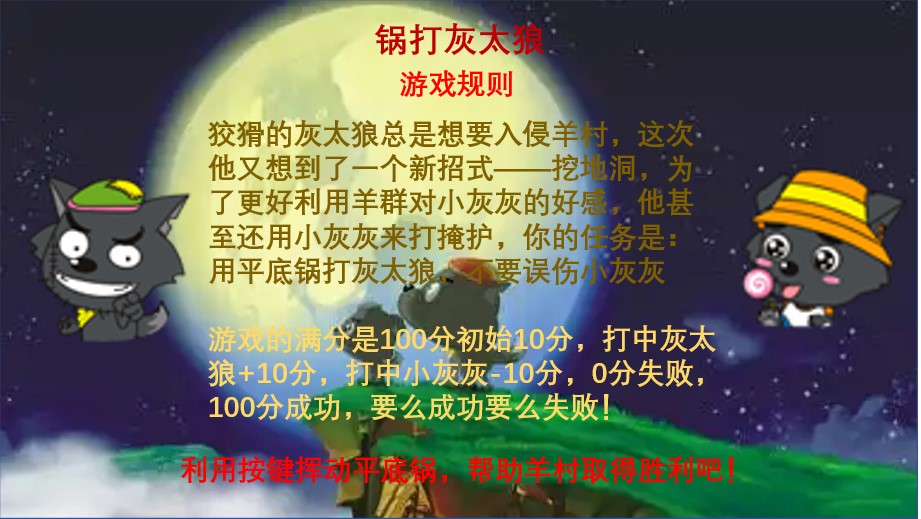 锅打灰太狼
游戏规则
狡猾的灰太狼总是想要入侵羊村，这次
他又想到了一个新招式——挖地洞，为
了更好利用羊群对小灰灰的好感，他甚
至还用小灰灰来打掩护，你的任务是：
用平底锅打灰太狼，不要误伤小灰灰
游戏的满分是100分初始10分，打中灰太
狼+10分，打中小灰灰-10分，0分失败，
100分成功，要么成功要么失败！
利用按键挥动平底锅，帮助羊村取得胜利吧！